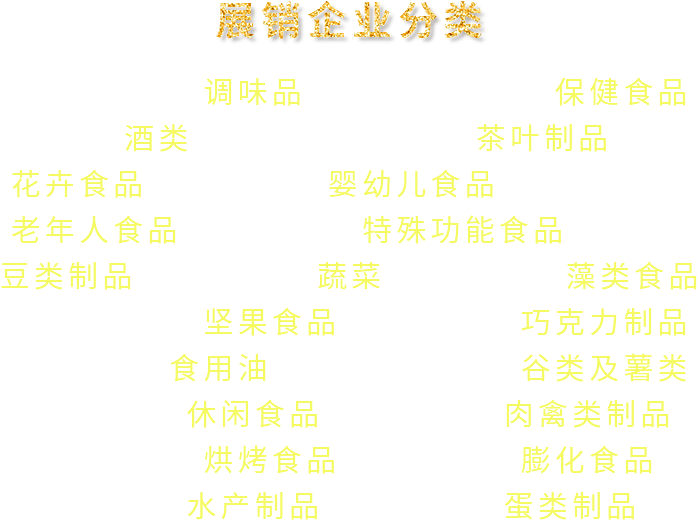 展销企业分类
调味品 保健食品
酒类 茶叶制品
花卉食品 婴幼儿食品
老年人食品 特殊功能食品
豆类制品 蔬菜 藻类食品
坚果食品 巧克力制品
食用油 谷类及薯类
休闲食品 肉禽类制品
烘烤食品 膨化食品
水产制品 蛋类制品